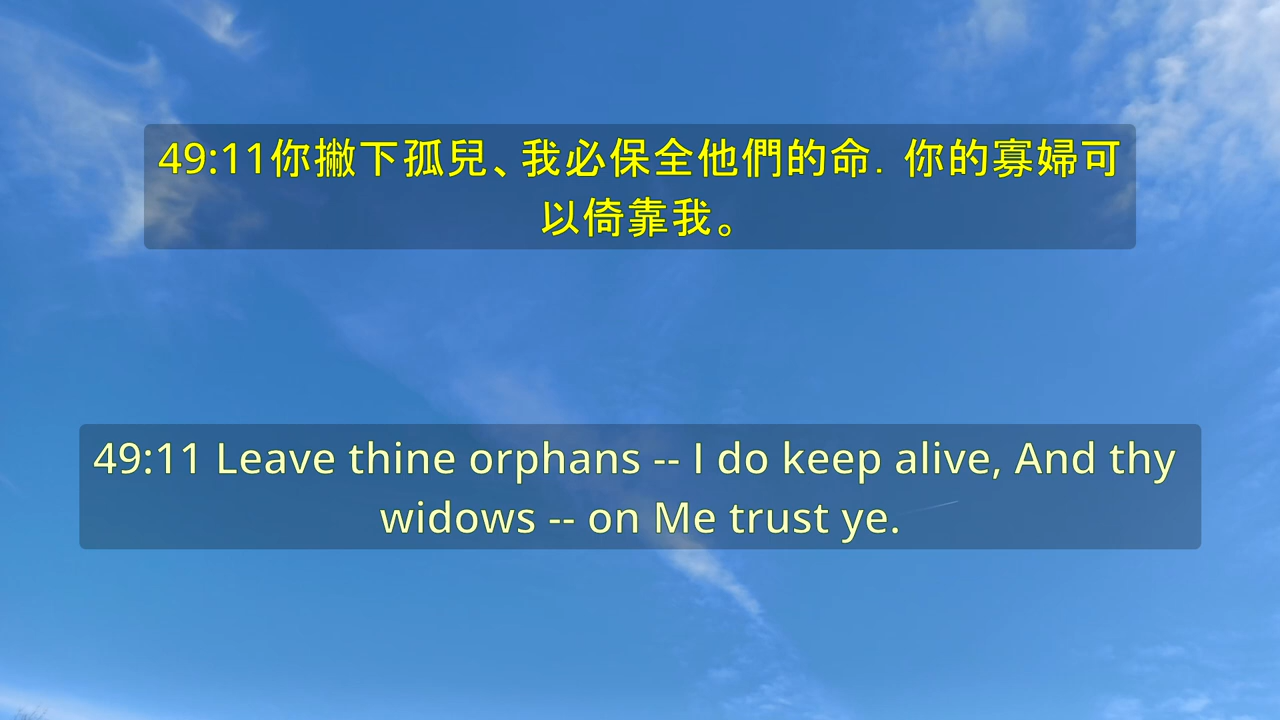 49:11你撇下孤兒、我必保全他們的命．你的寡婦可
以倚靠我。
49:11 Leave thine orphans -- I do keep alive, And thy
widows -- on Me trust ye.